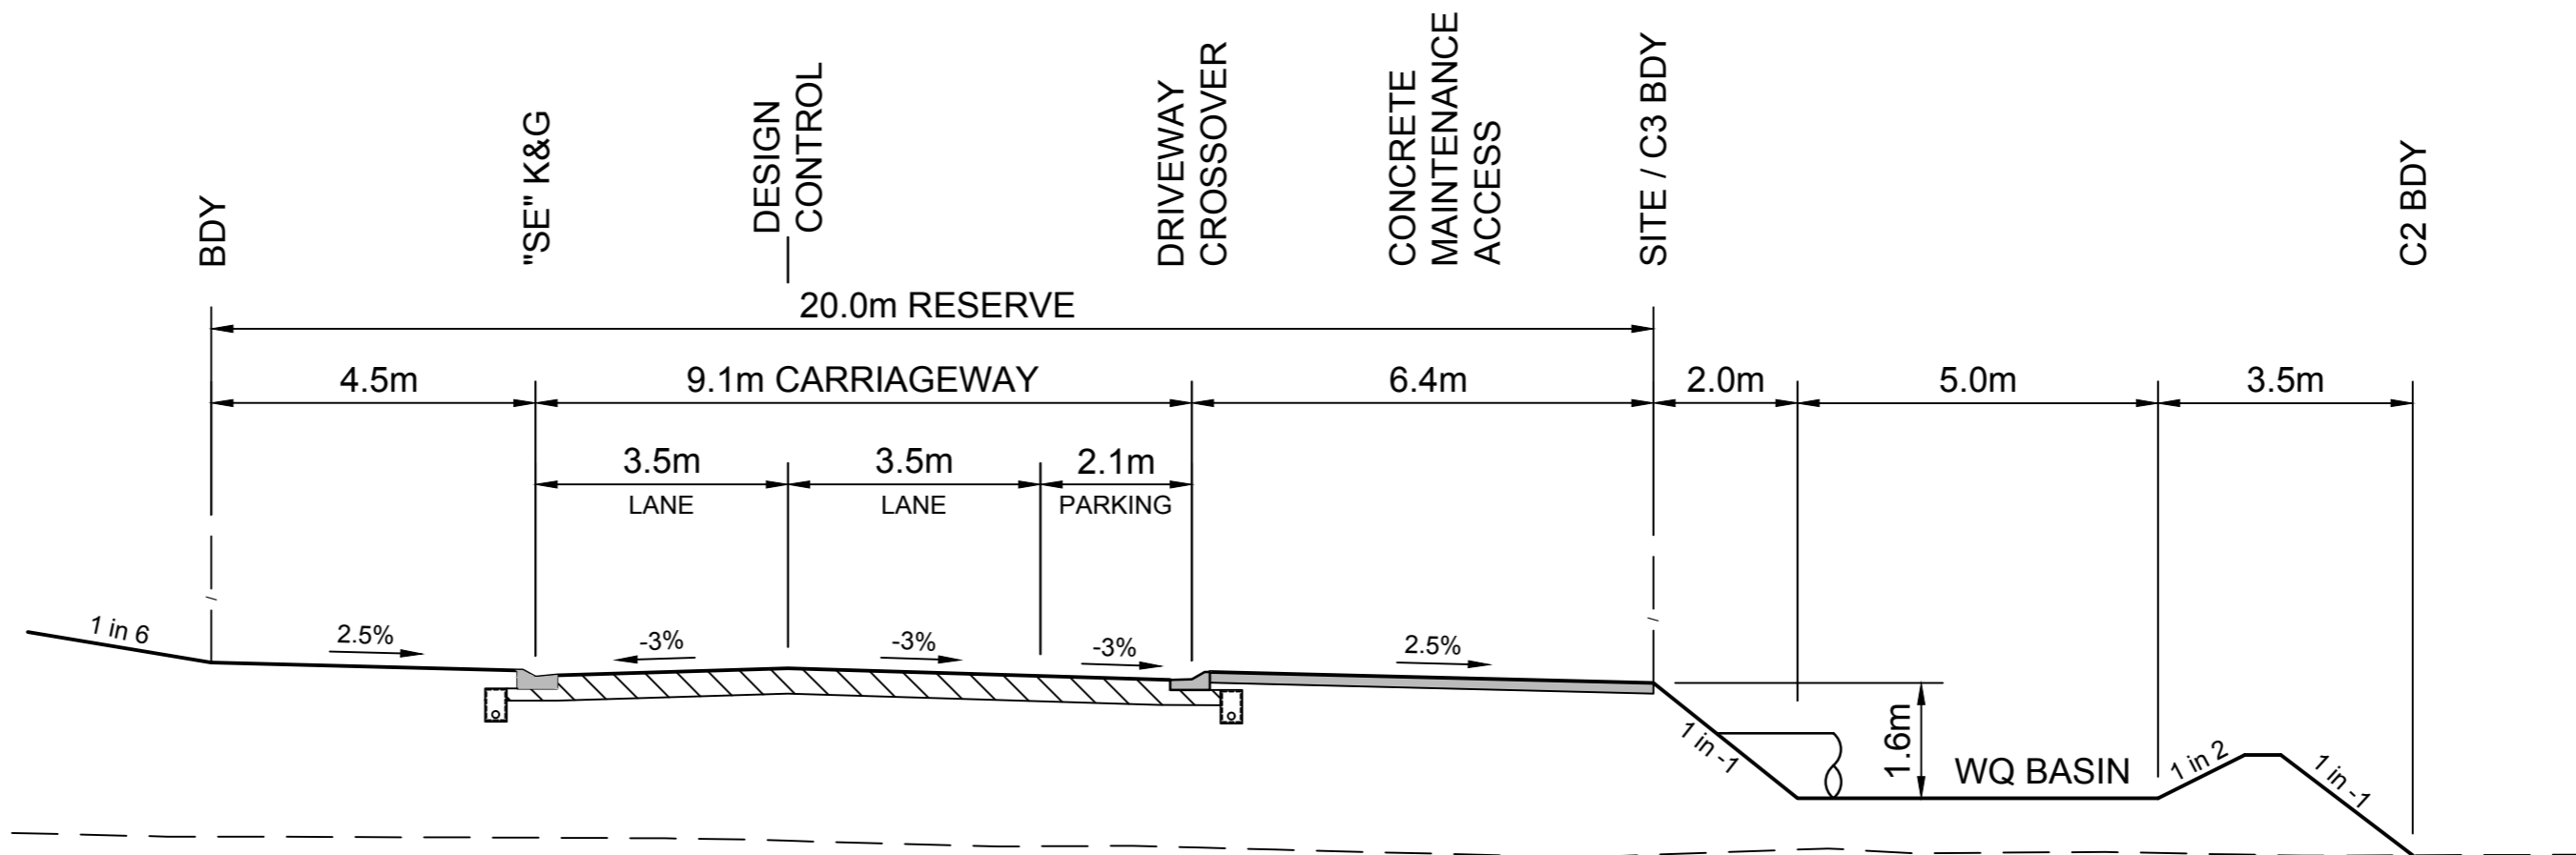 BDY
"SE" K&G
DESIGN
CONTROL
DRIVEWAY
CROSSOVER
CONCRETE
MAINTENANCE
ACCESS
SITE / C3 BDY
C2 BDY
20.0m RESERVE
4.5m
9.1m CARRIAGEWAY
6.4m
2.0m
5.0m
3.5m
3.5m
LANE
3.5m
LANE
2.1m
PARKING
1 in 6
2.5%
-3%
-3%
-3%
2.5%
1 in -1
1.6m
WQ BASIN
1 in 2
1 in -1